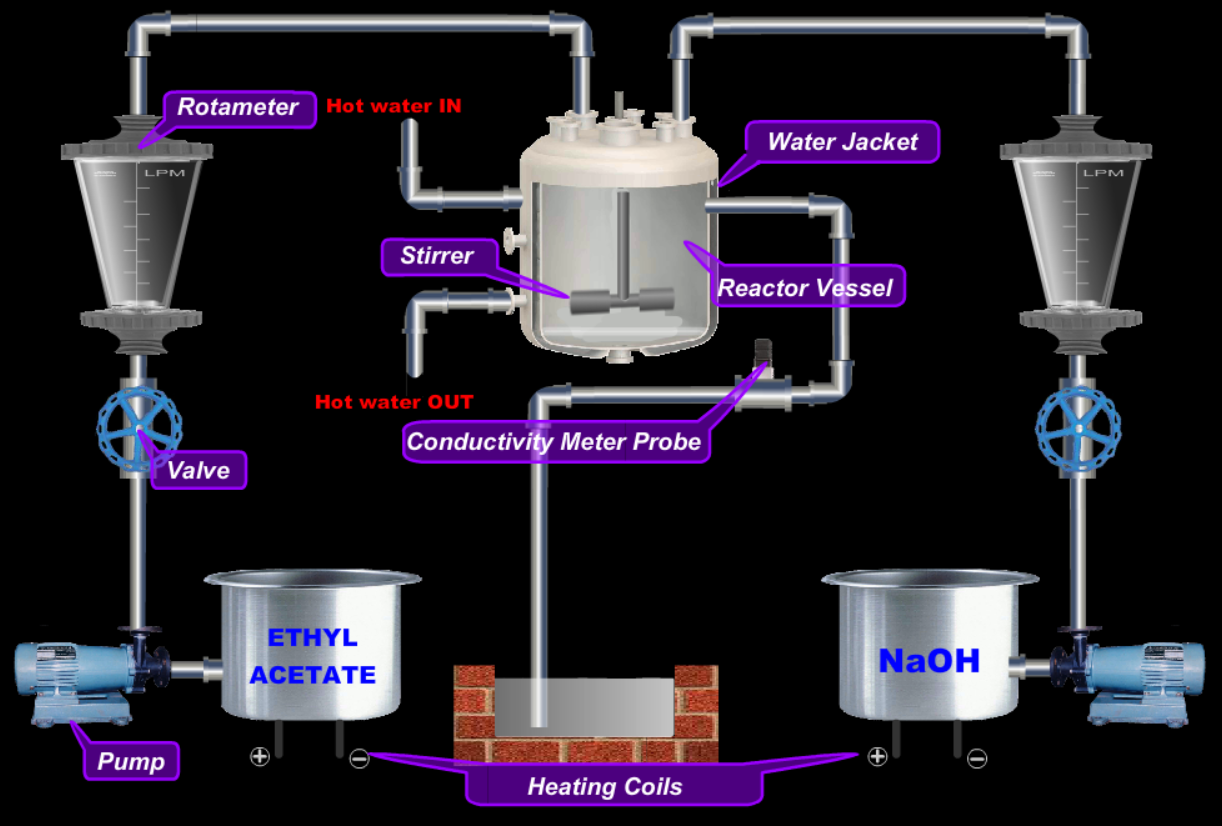 Rotameter
Hot water IN
Water Jacket
LPM
LPM
Stirrer
Reactor Vessel
Hot water OUT
Conductivity Meter Probe
Valve
ETHYL
ACETATE
NaOH
Pump
+
−
+
−
Heating Coils